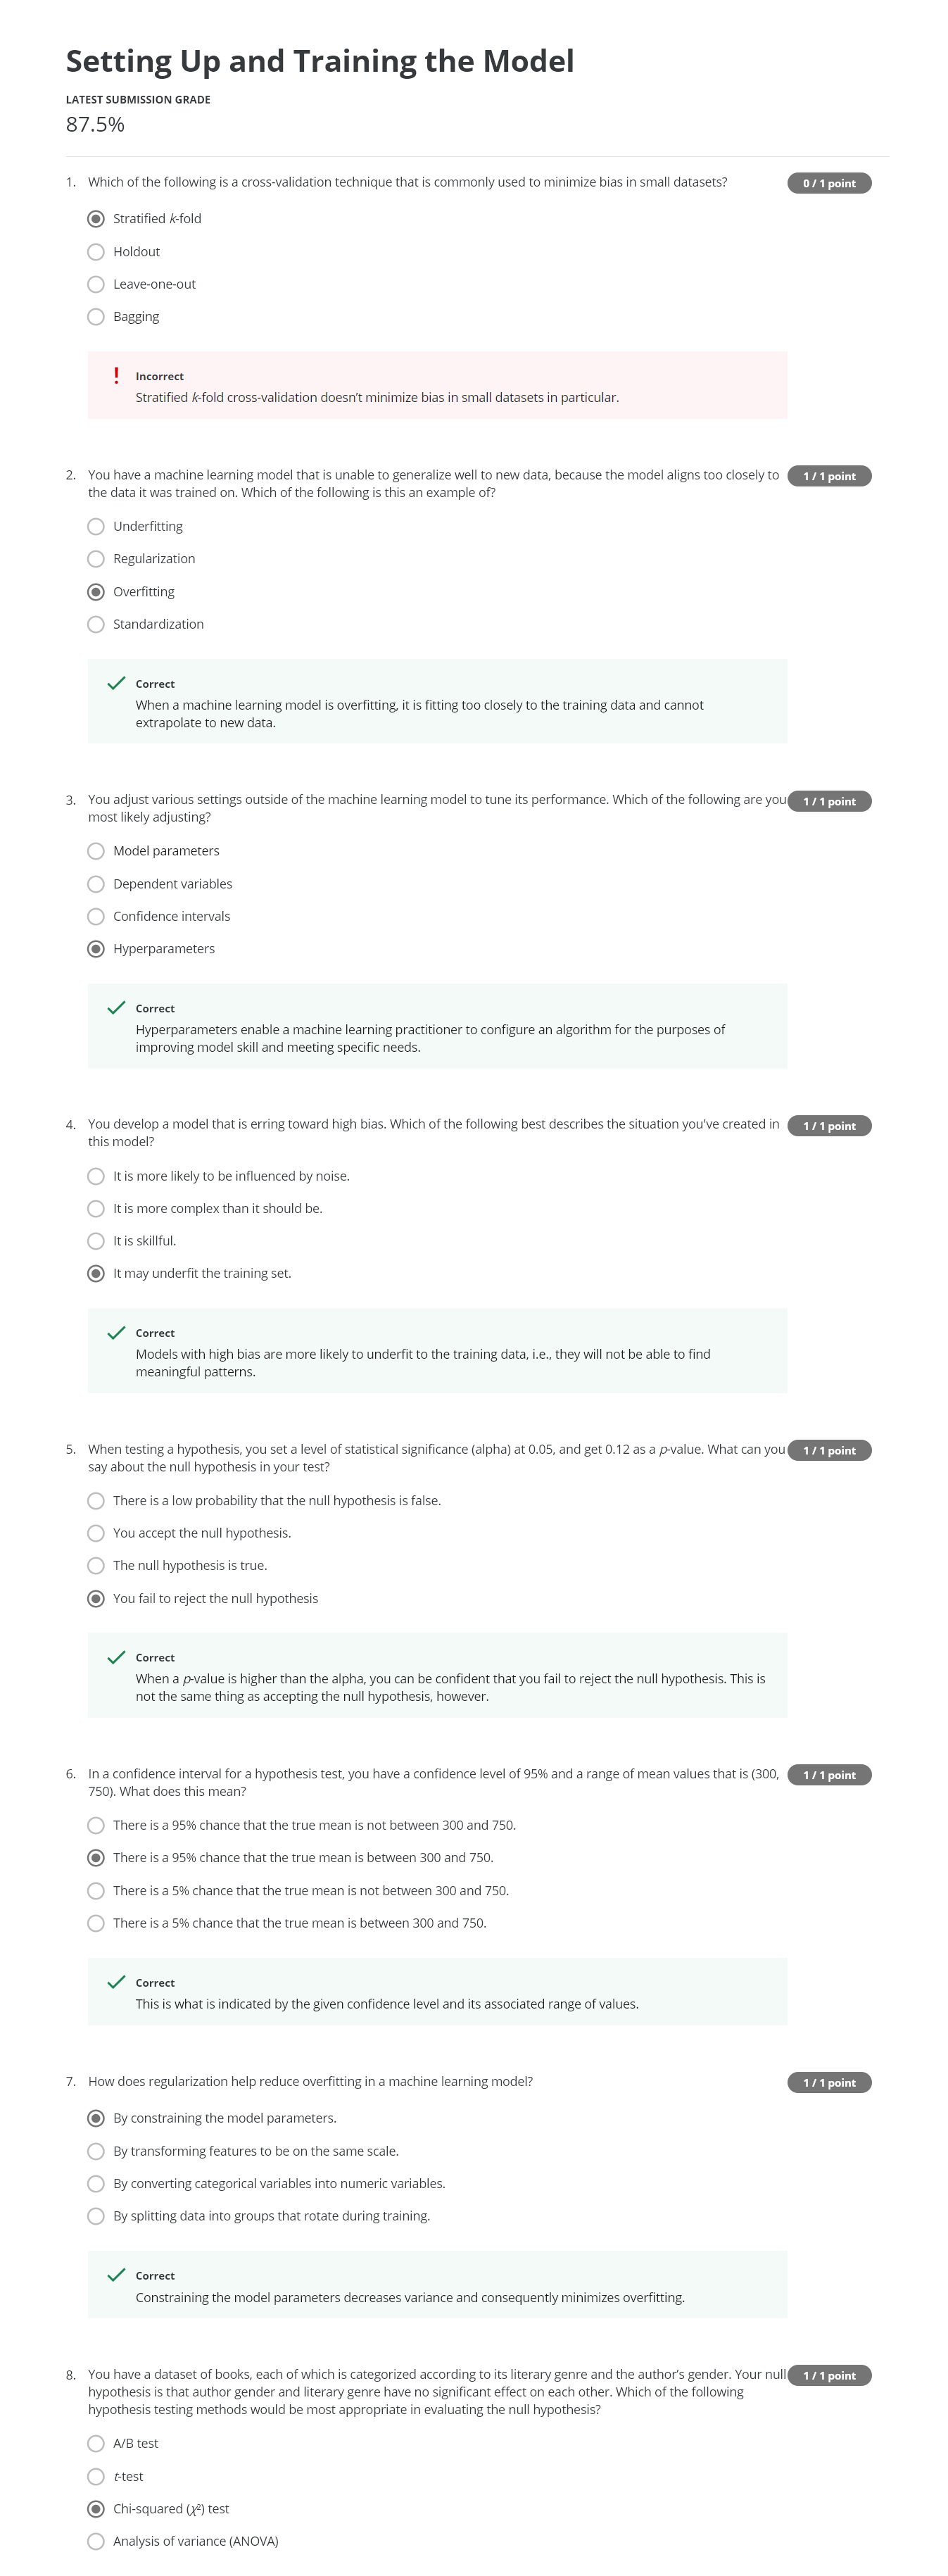 Setting Up and Training the Model
LATEST SUBMISSION GRADE
87.5%
1. Which of the following is a cross-validation technique that is commonly used to minimize bias in small datasets?
0 / 1 point
Stratified k-fold
Holdout
Leave-one-out
Bagging
Incorrect
Stratified k-fold cross-validation doesn’t minimize bias in small datasets in particular.
2. You have a machine learning model that is unable to generalize well to new data, because the model aligns too closely to
1 / 1 point
the data it was trained on. Which of the following is this an example of?
Underfitting
Regularization
Overfitting
Standardization
Correct
When a machine learning model is overfitting, it is fitting too closely to the training data and cannot
extrapolate to new data.
3. You adjust various settings outside of the machine learning model to tune its performance. Which of the following are you
1 / 1 point
most likely adjusting?
Model parameters
Dependent variables
Confidence intervals
Hyperparameters
Correct
Hyperparameters enable a machine learning practitioner to configure an algorithm for the purposes of
improving model skill and meeting specific needs.
4. You develop a model that is erring toward high bias. Which of the following best describes the situation you've created in
1 / 1 point
this model?
It is more likely to be influenced by noise.
It is more complex than it should be.
It is skillful.
It may underfit the training set.
Correct
Models with high bias are more likely to underfit to the training data, i.e., they will not be able to find
meaningful patterns.
5. When testing a hypothesis, you set a level of statistical significance (alpha) at 0.05, and get 0.12 as a p-value. What can you
1 / 1 point
say about the null hypothesis in your test?
There is a low probability that the null hypothesis is false.
You accept the null hypothesis.
The null hypothesis is true.
You fail to reject the null hypothesis
Correct
When a p-value is higher than the alpha, you can be confident that you fail to reject the null hypothesis. This is
not the same thing as accepting the null hypothesis, however.
6. In a confidence interval for a hypothesis test, you have a confidence level of 95% and a range of mean values that is (300,
1 / 1 point
750). What does this mean?
There is a 95% chance that the true mean is not between 300 and 750.
There is a 95% chance that the true mean is between 300 and 750.
There is a 5% chance that the true mean is not between 300 and 750.
There is a 5% chance that the true mean is between 300 and 750.
Correct
This is what is indicated by the given confidence level and its associated range of values.
7. How does regularization help reduce overfitting in a machine learning model?
1 / 1 point
By constraining the model parameters.
By transforming features to be on the same scale.
By converting categorical variables into numeric variables.
By splitting data into groups that rotate during training.
Correct
Constraining the model parameters decreases variance and consequently minimizes overfitting.
8. You have a dataset of books, each of which is categorized according to its literary genre and the author’s gender. Your null
1 / 1 point
hypothesis is that author gender and literary genre have no significant effect on each other. Which of the following
hypothesis testing methods would be most appropriate in evaluating the null hypothesis?
A/B test
t-test
Chi-squared (χ²) test
Analysis of variance (ANOVA)